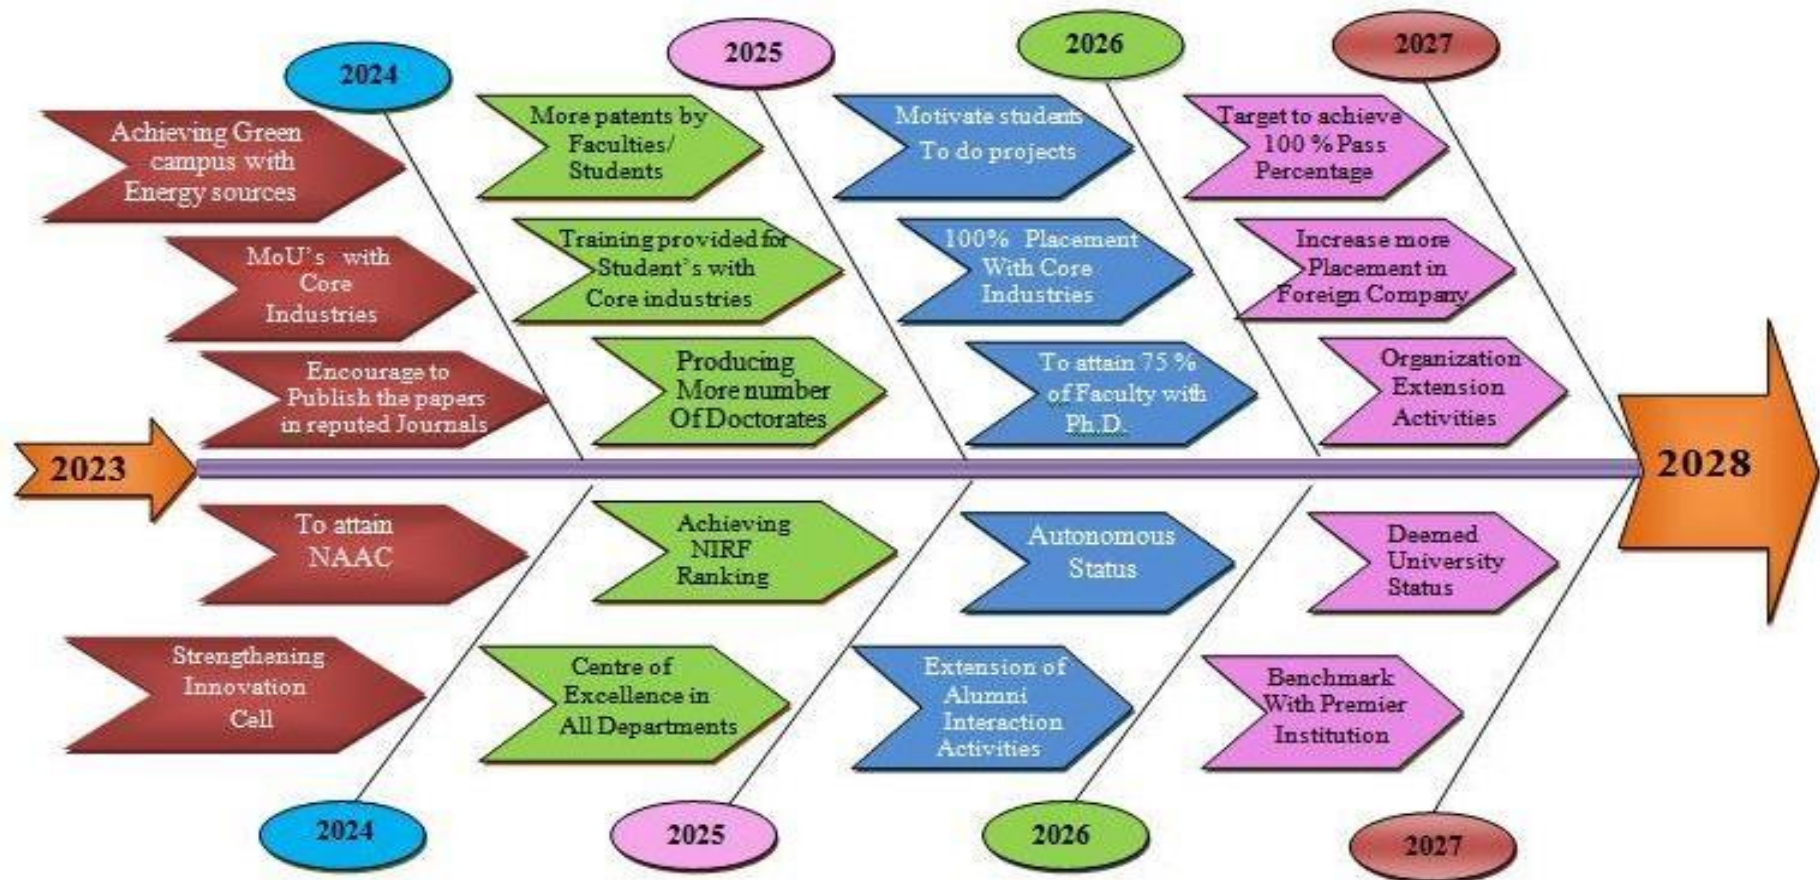 2024
2025
2026
2027
Achieving Green
campus with
Energy sources
More patents by
Faculties/
Students
Motivate students
To do projects
Target to achieve
100 % Pass
Percentage
MoU's with
Core
Industries
Training provided for
Student's with
Core industries
100% Placement
With Core
Industries
Increase more
Placement in
Foreign Company
Encourage to
Publish the papers
in reputed Journals
Producing
More number
Of Doctorates
To attain 75 %
of Faculty with
Ph.D.
Organization
Extension
Activities
2023
2028
To attain
NAAC
Achieving
NIRF
Ranking
Autonomous
Status
Deemed
University
Status
Strengthening
Innovation
Cell
Centre of
Excellence in
All Departments
Extension of
Alumni
Interaction
Activities
Benchmark
With Premier
Institution
2024
2025
2026
2027